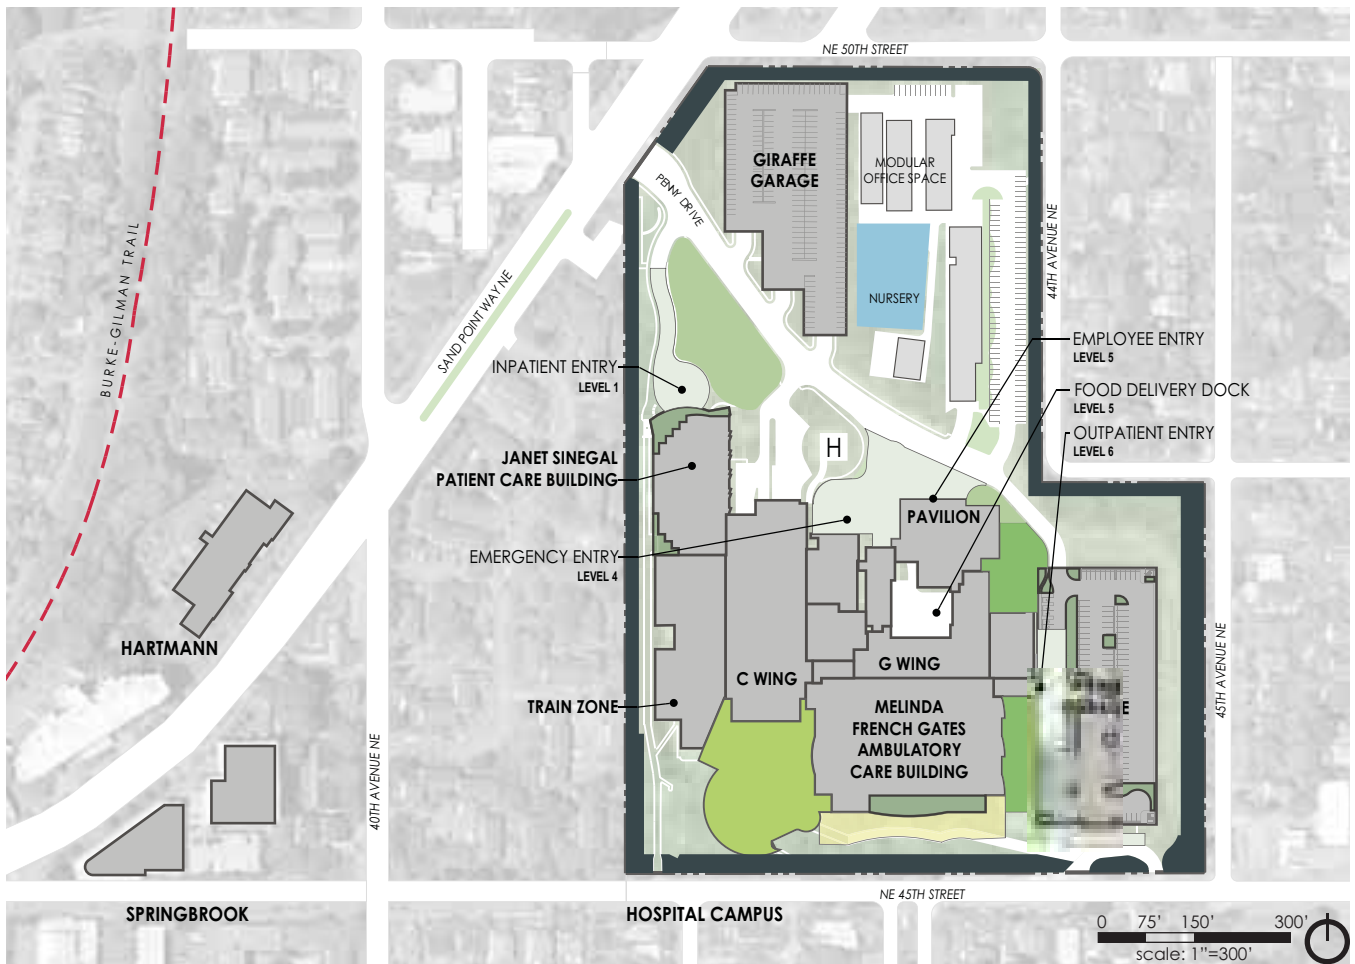 NE 50TH STREET
GIRAFFE
GARAGE
MODULAR
OFFICE SPACE
PENNY DRIVE
BURKE-GILMAN TRAIL
SAND POINT WAY NE
44TH AVENUE NE
NURSERY
EMPLOYEE ENTRY
LEVEL 5
INPATIENT ENTRY
LEVEL 1
FOOD DELIVERY DOCK
LEVEL 5
OUTPATIENT ENTRY
LEVEL 6
H
JANET SINEGAL
PATIENT CARE BUILDING
PAVILION
EMERGENCY ENTRY
LEVEL 4
HARTMANN
G WING
C WING
TRAIN ZONE
MELINDA
FRENCH GATES
AMBULATORY
CARE BUILDING
45TH AVENUE NE
40TH AVENUE NE
NE 45TH STREET
SPRINGBROOK
HOSPITAL CAMPUS
0 75' 150' 300'
scale: 1"=300'